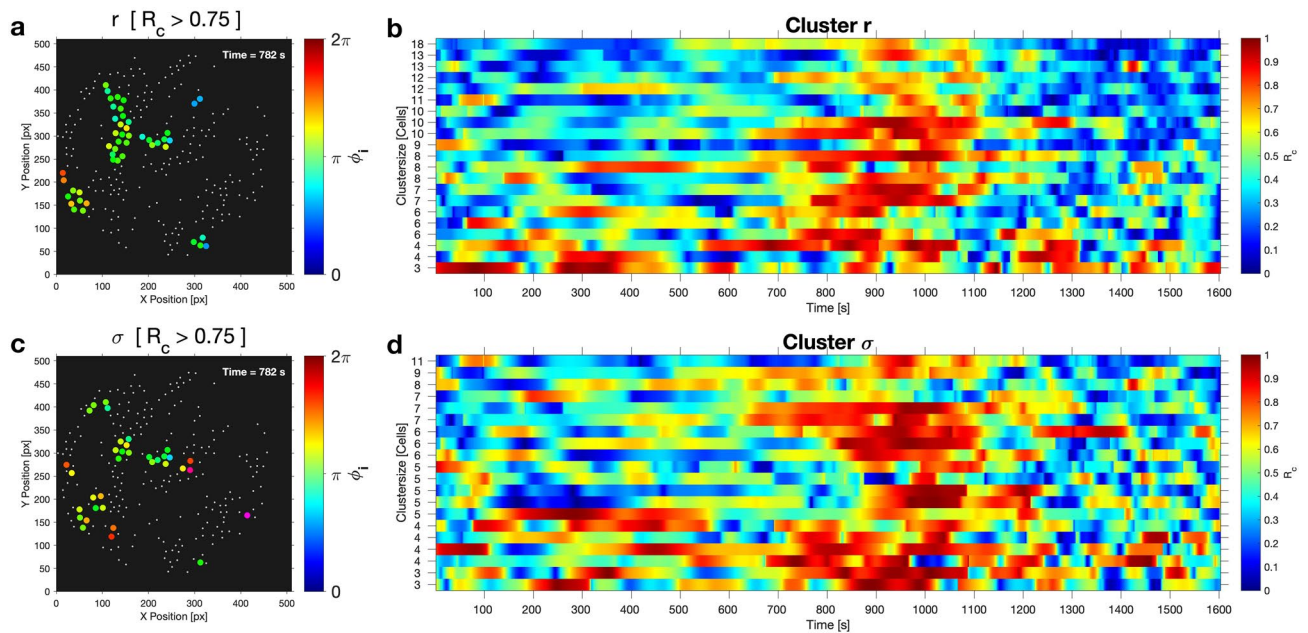 a
r [ R_c > 0.75 ]
Time = 782 s
500
450
400
350
300
250
200
150
100
50
0
Y Position [px]
0 100 200 300 400 500
X Position [px]
2π
π
0
ϕ_i
b
Cluster r
18
13
13
12
12
11
10
10
10
8
8
8
7
7
6
6
6
4
4
3
Clustersize [Cells]
100 200 300 400 500 600 700 800 900 1000 1100 1200 1300 1400 1500 1600
Time [s]
1
0.9
0.8
0.7
0.6
0.5
0.4
0.3
0.2
0.1
0
R_c
c
σ [ R_c > 0.75 ]
Time = 782 s
500
450
400
350
300
250
200
150
100
50
0
Y Position [px]
0 100 200 300 400 500
X Position [px]
2π
π
0
ϕ_i
d
Cluster σ
11
9
8
7
7
7
6
6
6
5
5
5
5
5
4
4
4
4
3
3
Clustersize [Cells]
100 200 300 400 500 600 700 800 900 1000 1100 1200 1300 1400 1500 1600
Time [s]
1
0.9
0.8
0.7
0.6
0.5
0.4
0.3
0.2
0.1
0
R_c